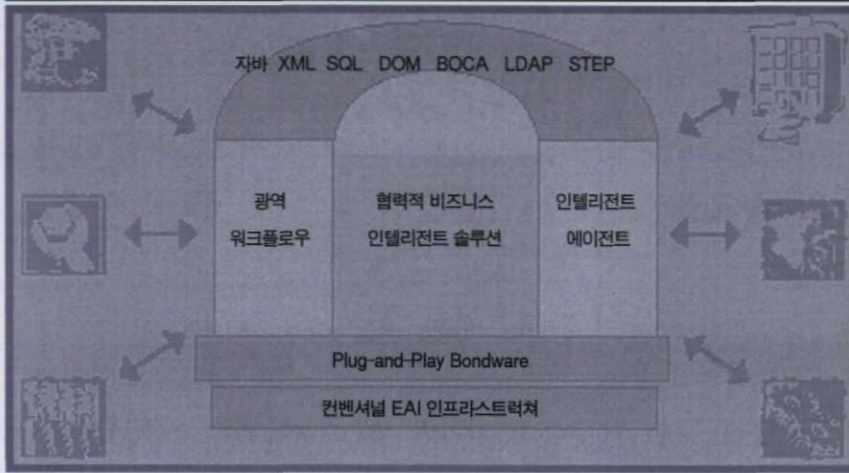 자바 XML SQL DOM BOCA LDAP STEP
광역
워크플로우
협력적 비즈니스
인텔리전트 솔루션
인텔리전트
에이전트
Plug-and-Play Bondware
컨벤셔널 EAI 인프라스트럭쳐